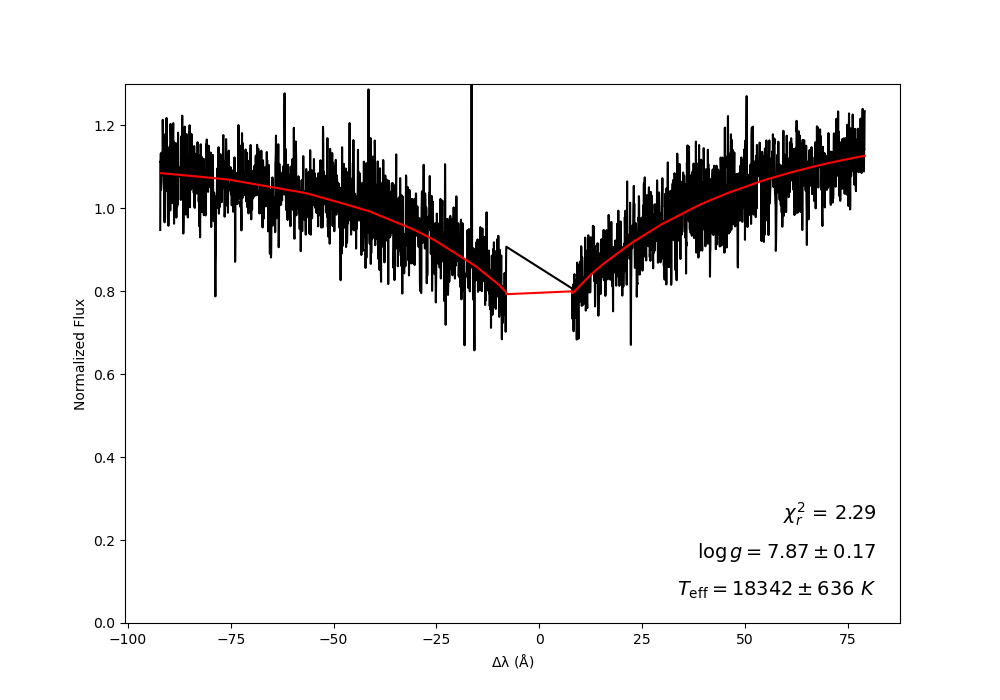 1.2
1.0
0.8
0.6
0.4
0.2
0.0
Normalized Flux
χ²ᵣ = 2.29
log g = 7.87 ± 0.17
T_eff = 18342 ± 636 K
−100 −75 −50 −25 0 25 50 75
Δλ (Å)